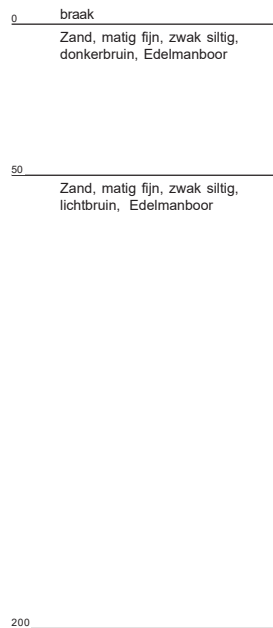 0
braak
Zand, matig fijn, zwak siltig,
donkerbruin, Edelmanboor
50
Zand, matig fijn, zwak siltig,
lichtbruin, Edelmanboor
200